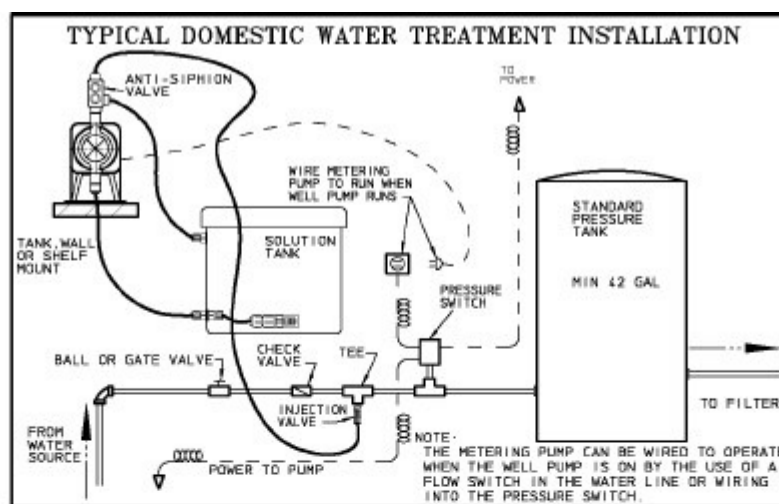 TYPICAL DOMESTIC WATER TREATMENT INSTALLATION
ANTI-SIPHION
VALVE
TO
POWER
WIRE METERING
PUMP TO RUN WHEN
WELL PUMP RUNS
STANDARD
PRESSURE
TANK
MIN 42 GAL
SOLUTION
TANK
TANK, WALL
OR SHELF
MOUNT
PRESSURE
SWITCH
BALL OR GATE VALVE
CHECK
VALVE
TEE
INJECTION
VALVE
TO FILTER
FROM
WATER
SOURCE
POWER TO PUMP
NOTE:
THE METERING PUMP CAN BE WIRED TO OPERATE
WHEN THE WELL PUMP IS ON BY THE USE OF A
FLOW SWITCH IN THE WATER LINE OR WIRING
INTO THE PRESSURE SWITCH.